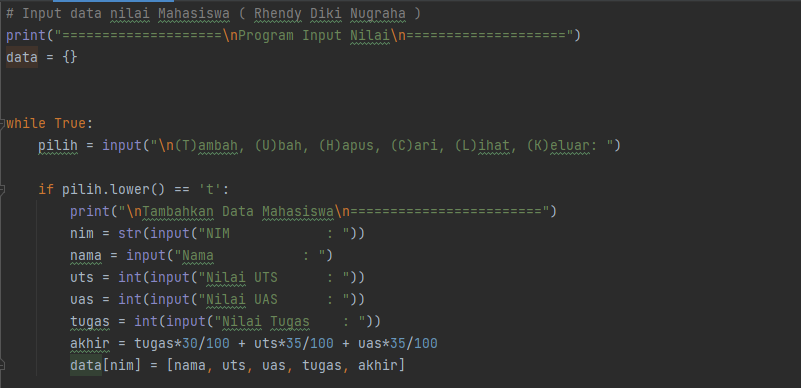 # Input data nilai Mahasiswa ( Rhendy Diki Nugraha )
print("====================\nProgram Input Nilai\n====================")
data = {}
while True:
    pilih = input("\n(T)ambah, (U)bah, (H)apus, (C)ari, (L)ihat, (K)eluar: ")
    if pilih.lower() == 't':
        print("\nTambahkan Data Mahasiswa\n========================")
        nim = str(input("NIM            : "))
        nama = input("Nama           : ")
        uts = int(input("Nilai UTS      : "))
        uas = int(input("Nilai UAS      : "))
        tugas = int(input("Nilai Tugas    : "))
        akhir = tugas*30/100 + uts*35/100 + uas*35/100
        data[nim] = [nama, uts, uas, tugas, akhir]